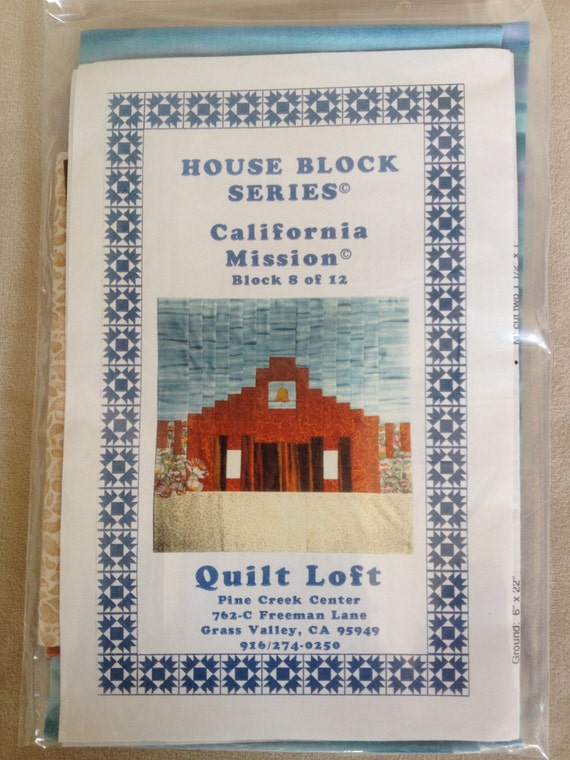 HOUSE BLOCK
SERIES©
California
Mission©
Block 8 of 12
Quilt Loft
Pine Creek Center
762-C Freeman Lane
Grass Valley, CA 95949
916/274-0250
Ground: 6" x 22"